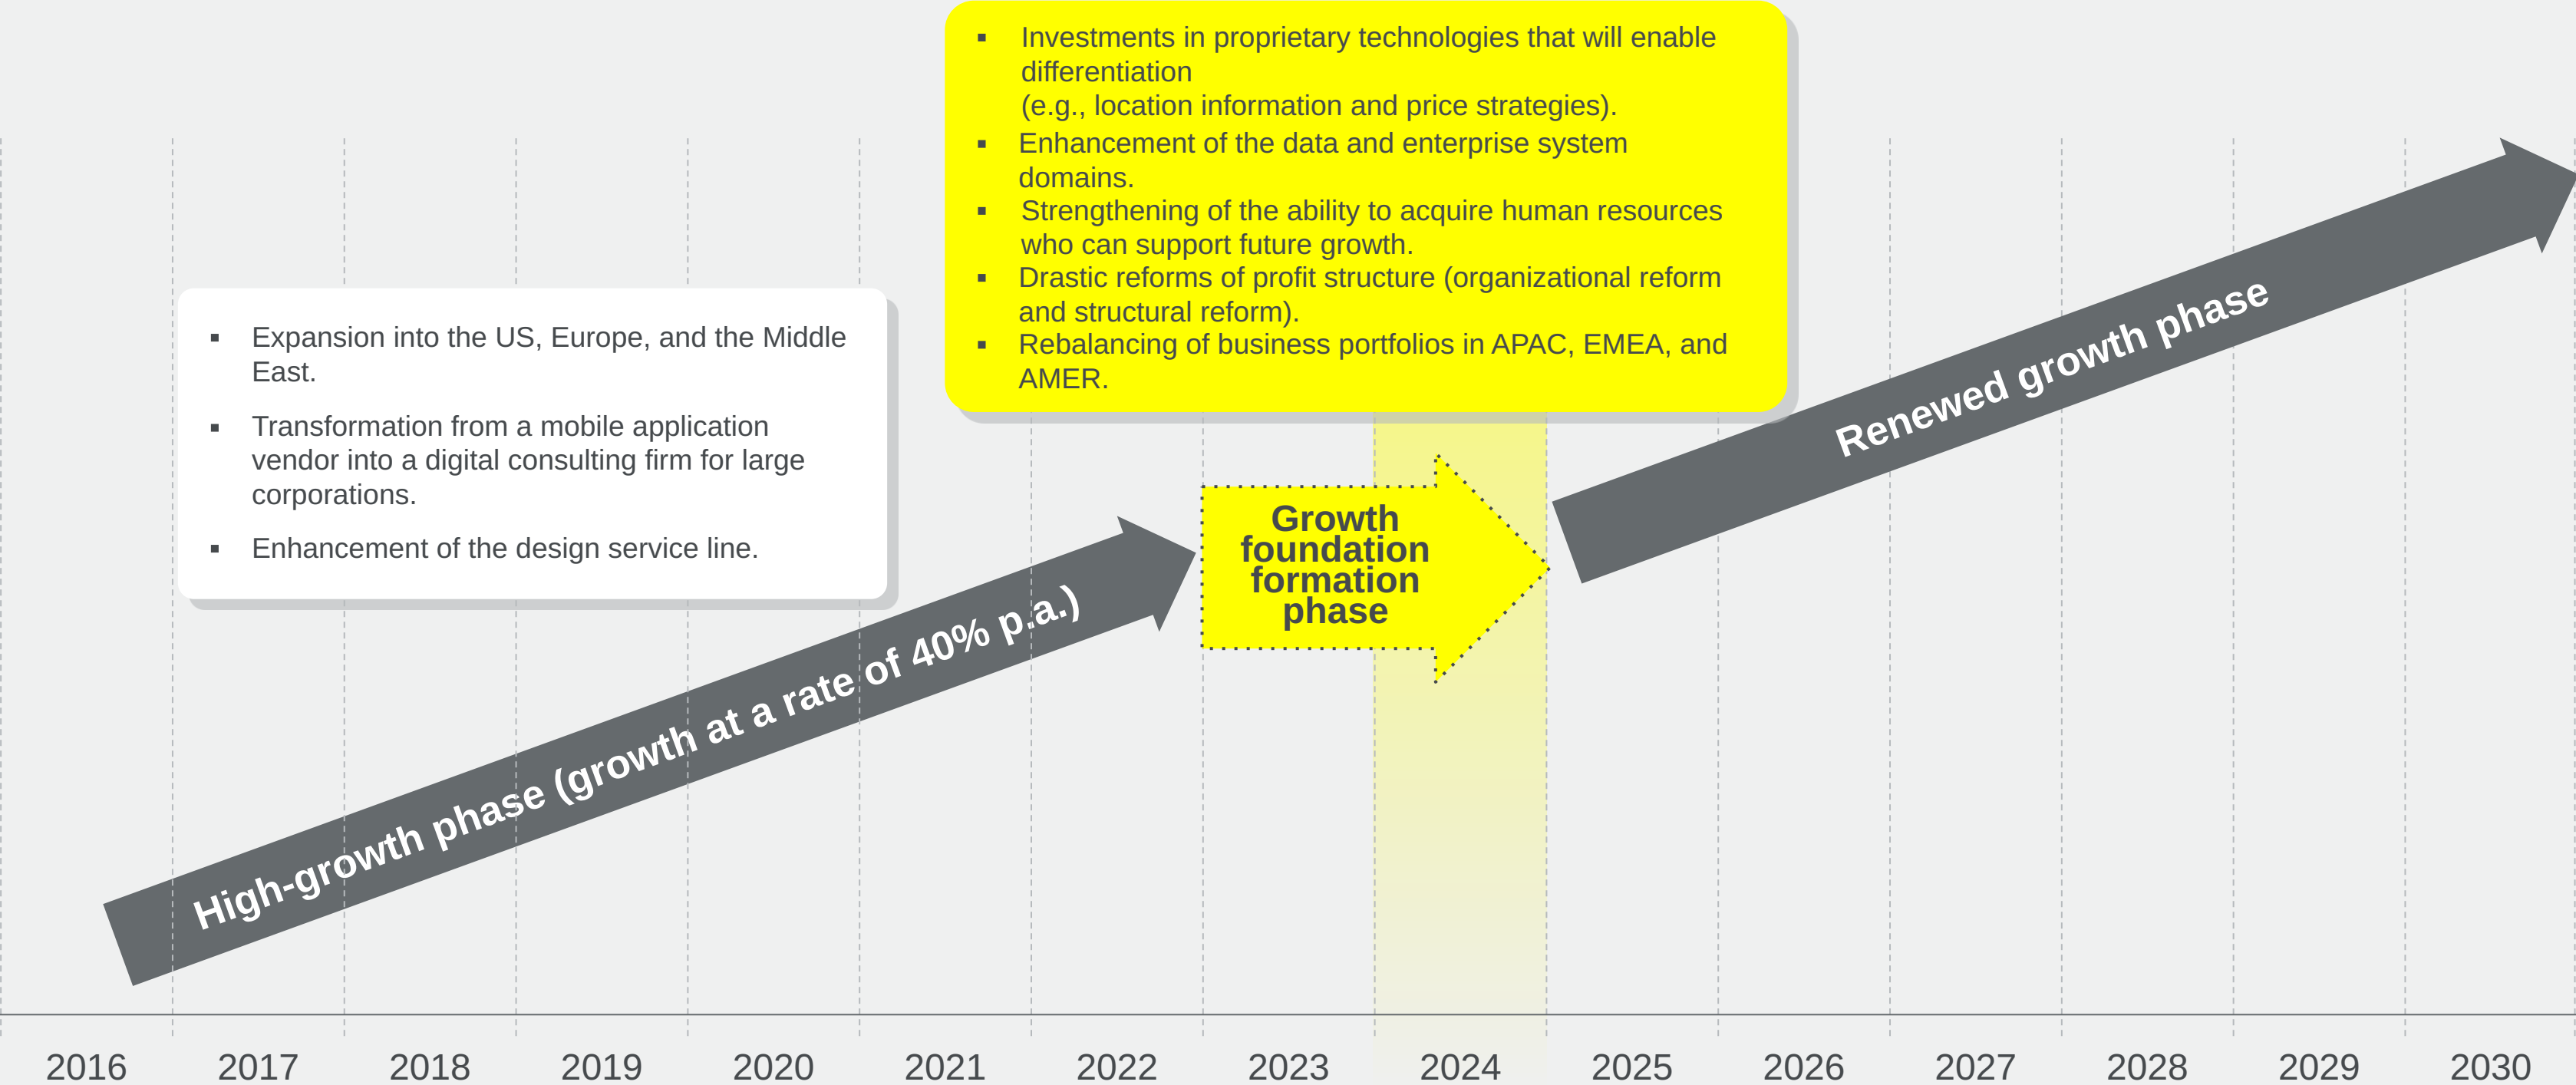 ▪ Investments in proprietary technologies that will enable
differentiation
(e.g., location information and price strategies).
▪ Enhancement of the data and enterprise system
domains.
▪ Strengthening of the ability to acquire human resources
who can support future growth.
▪ Drastic reforms of profit structure (organizational reform
and structural reform).
▪ Rebalancing of business portfolios in APAC, EMEA, and
AMER.
▪ Expansion into the US, Europe, and the Middle
East.
▪ Transformation from a mobile application
vendor into a digital consulting firm for large
corporations.
▪ Enhancement of the design service line.
High-growth phase (growth at a rate of 40% p.a.)
Growth
foundation
formation
phase
Renewed growth phase
2016 2017 2018 2019 2020 2021 2022 2023 2024 2025 2026 2027 2028 2029 2030